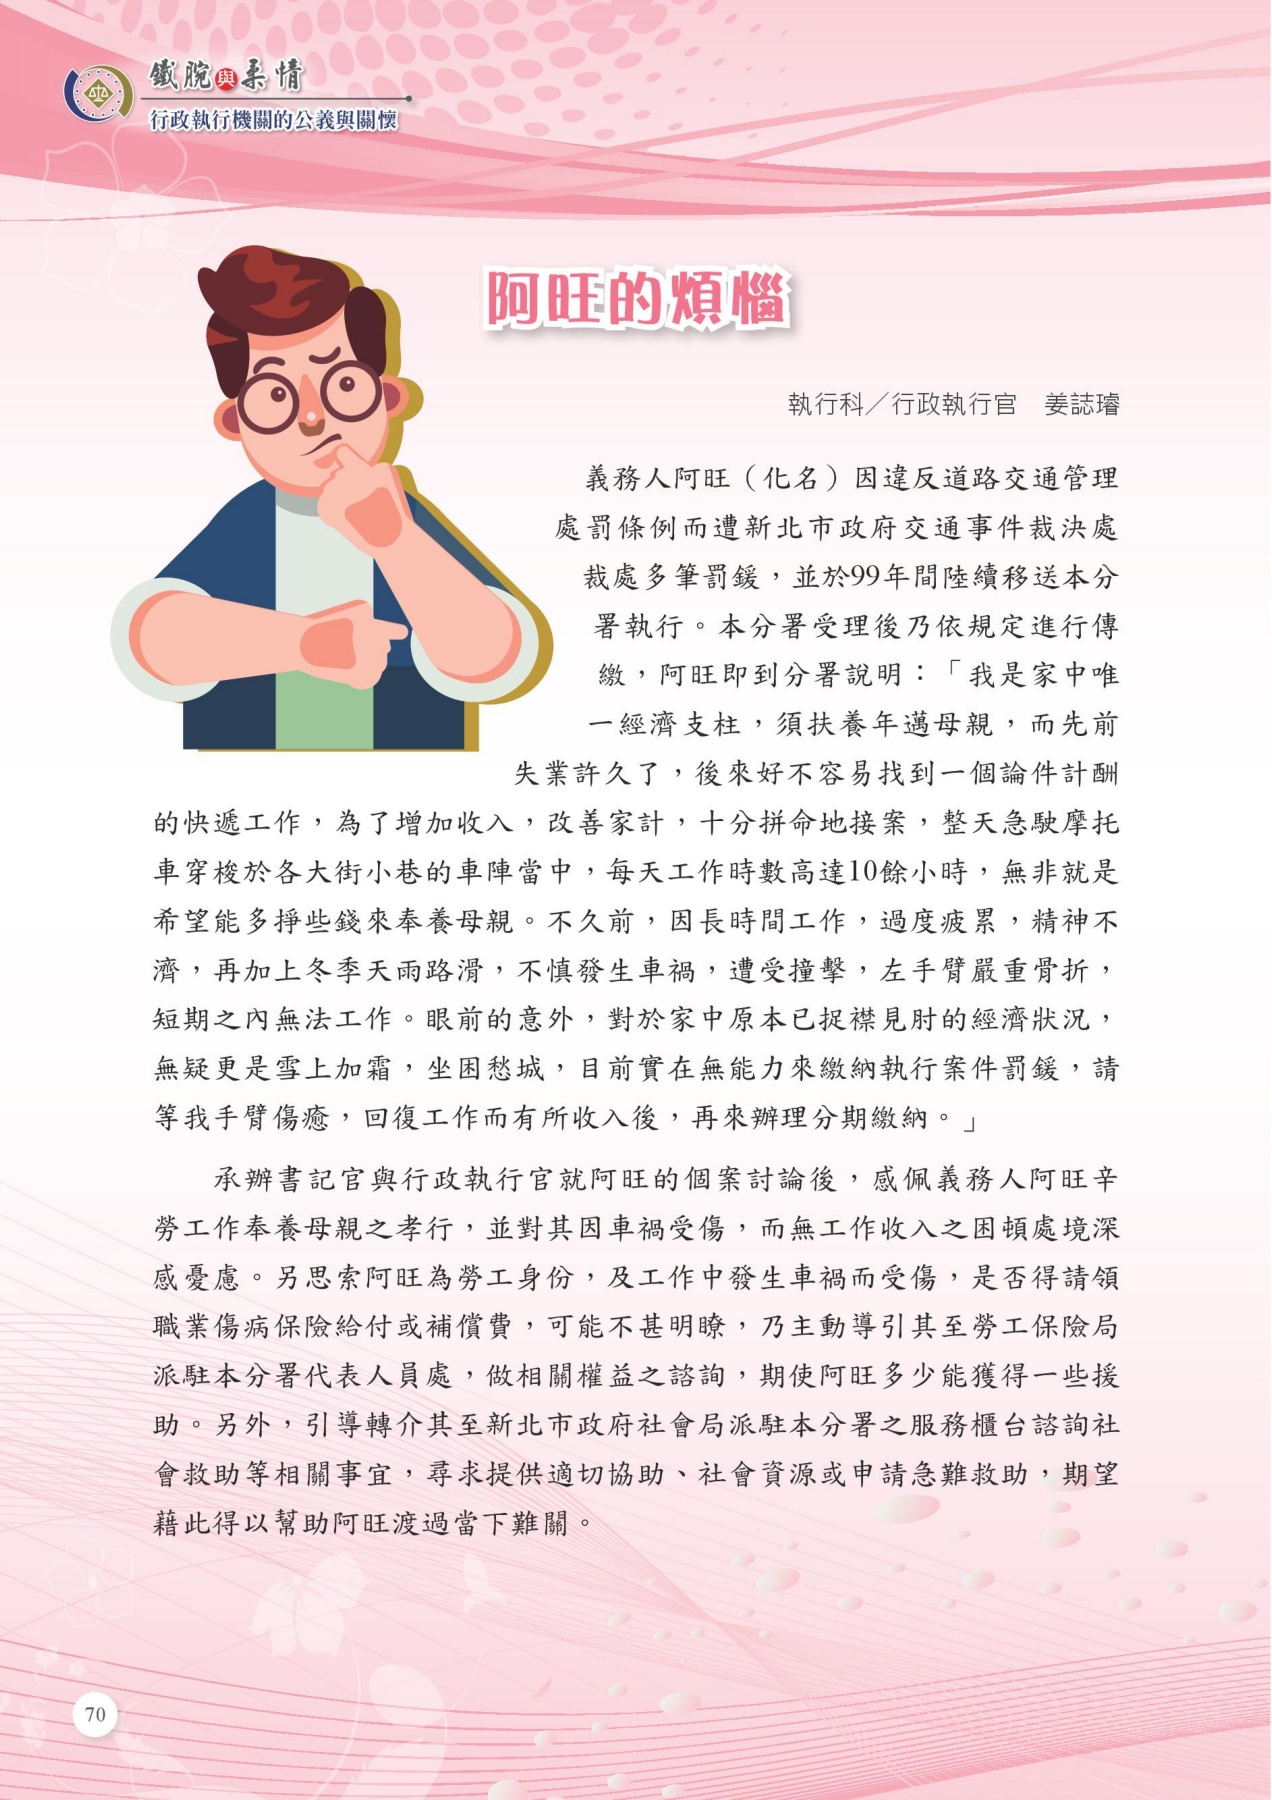 鐵腕與柔情
行政執行機關的公義與關懷
阿旺的煩惱
執行科／行政執行官　姜誌璿
義務人阿旺（化名）因違反道路交通管理
處罰條例而遭新北市政府交通事件裁決處
裁處多筆罰鍰，並於99年間陸續移送本分
署執行。本分署受理後乃依規定進行傳
繳，阿旺即到分署說明：「我是家中唯
一經濟支柱，須扶養年邁母親，而先前
失業許久了，後來好不容易找到一個論件計酬
的快遞工作，為了增加收入，改善家計，十分拼命地接案，整天急駛摩托
車穿梭於各大街小巷的車陣當中，每天工作時數高達10餘小時，無非就是
希望能多掙些錢來奉養母親。不久前，因長時間工作，過度疲累，精神不
濟，再加上冬季天雨路滑，不慎發生車禍，遭受撞擊，左手臂嚴重骨折，
短期之內無法工作。眼前的意外，對於家中原本已捉襟見肘的經濟狀況，
無疑更是雪上加霜，坐困愁城，目前實在無能力來繳納執行案件罰鍰，請
等我手臂傷癒，回復工作而有所收入後，再來辦理分期繳納。」
承辦書記官與行政執行官就阿旺的個案討論後，感佩義務人阿旺辛
勞工作奉養母親之孝行，並對其因車禍受傷，而無工作收入之困頓處境深
感憂慮。另思索阿旺為勞工身份，及工作中發生車禍而受傷，是否得請領
職業傷病保險給付或補償費，可能不甚明瞭，乃主動導引其至勞工保險局
派駐本分署代表人員處，做相關權益之諮詢，期使阿旺多少能獲得一些援
助。另外，引導轉介其至新北市政府社會局派駐本分署之服務櫃台諮詢社
會救助等相關事宜，尋求提供適切協助、社會資源或申請急難救助，期望
藉此得以幫助阿旺渡過當下難關。
70